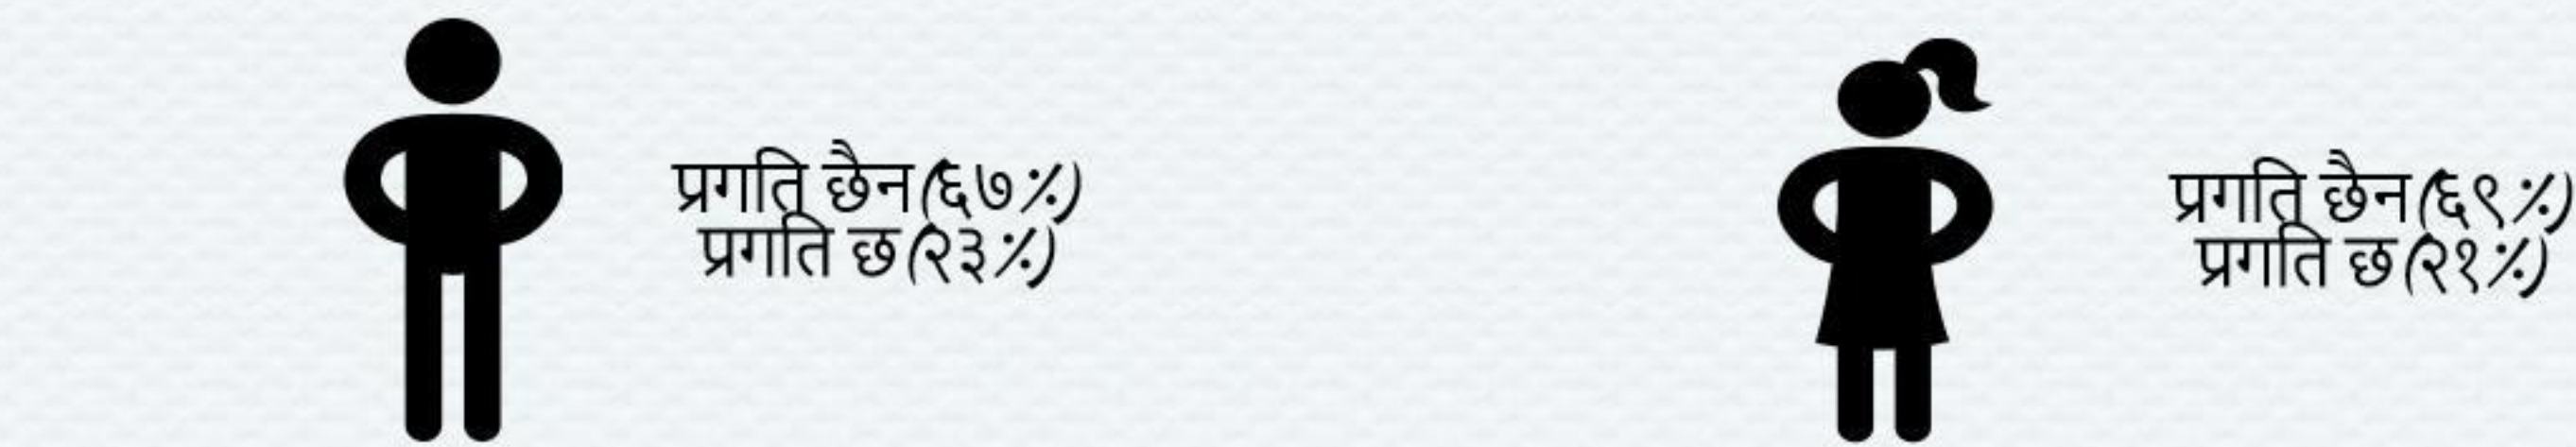 प्रगति छैन(६७%)
प्रगति छ(२३%)
प्रगति छैन(६९%)
प्रगति छ(२१%)